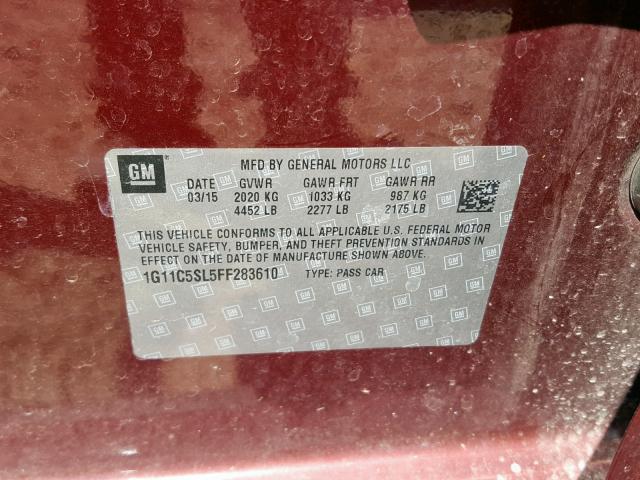 GM
MFD BY GENERAL MOTORS LLC
DATE GVWR GAWR FRT GAWR RR
03/15 2020 KG 1033 KG 987 KG
4452 LB 2277 LB 2175 LB
THIS VEHICLE CONFORMS TO ALL APPLICABLE U.S. FEDERAL MOTOR
VEHICLE SAFETY, BUMPER, AND THEFT PREVENTION STANDARDS IN
EFFECT ON THE DATE OF MANUFACTURE SHOWN ABOVE.
1G11C5SL5FF283610 TYPE: PASS CAR